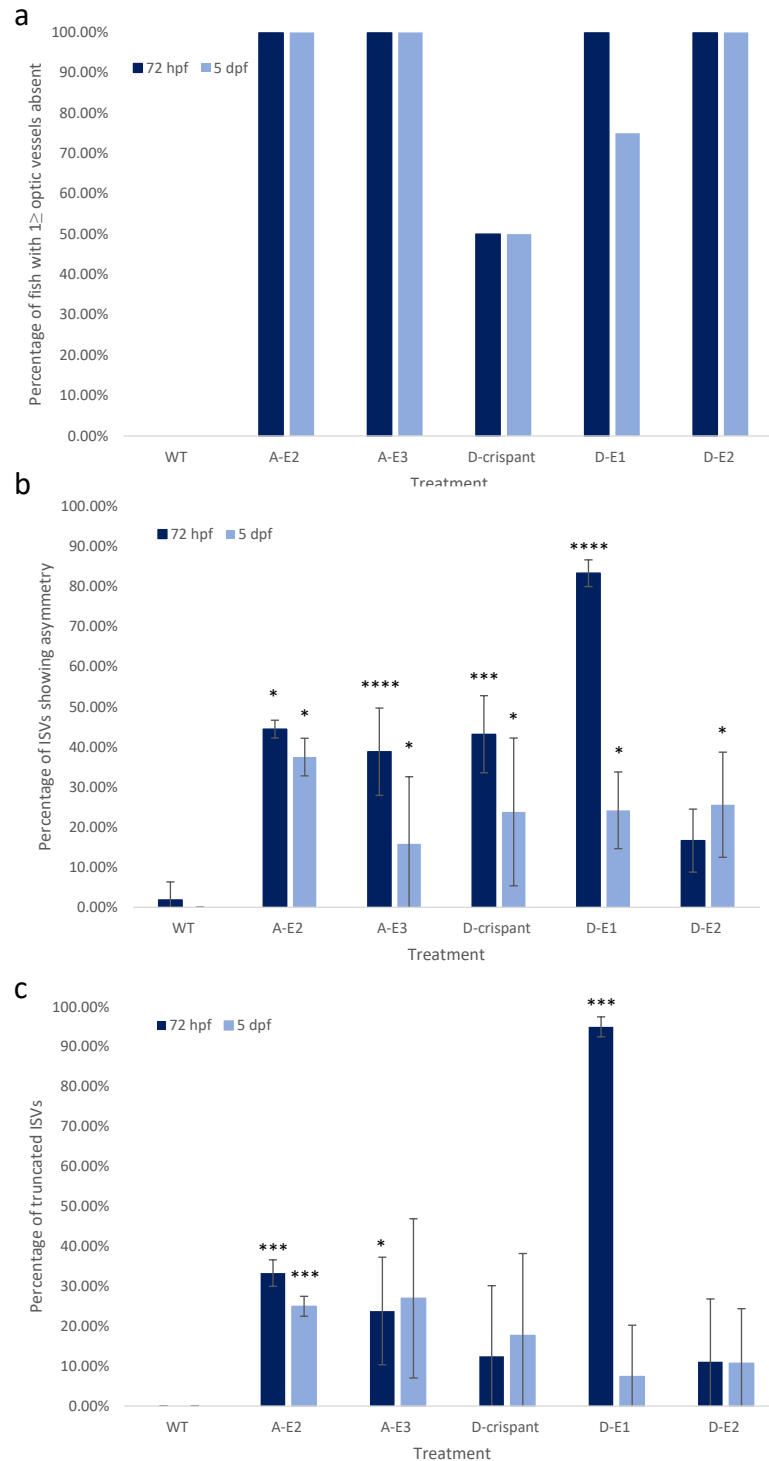 a
100.00%
90.00%
80.00%
70.00%
60.00%
50.00%
40.00%
30.00%
20.00%
10.00%
0.00%
Percentage of fish with 1≥ optic vessels absent
72 hpf 5 dpf
WT A-E2 A-E3 D-crispant D-E1 D-E2
Treatment
b
100.00%
90.00%
80.00%
70.00%
60.00%
50.00%
40.00%
30.00%
20.00%
10.00%
0.00%
Percentage of ISVs showing asymmetry
72 hpf 5 dpf
* * **** * *** * **** * *
WT A-E2 A-E3 D-crispant D-E1 D-E2
Treatment
c
100.00%
90.00%
80.00%
70.00%
60.00%
50.00%
40.00%
30.00%
20.00%
10.00%
0.00%
Percentage of truncated ISVs
72 hpf 5 dpf
*** *** * ***
WT A-E2 A-E3 D-crispant D-E1 D-E2
Treatment